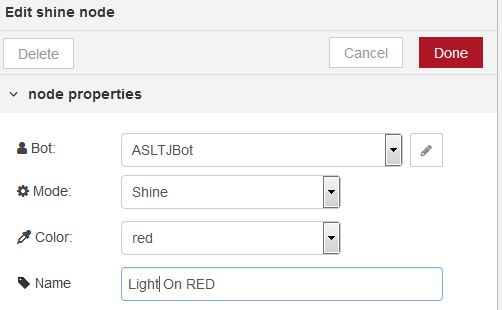 Edit shine node
Delete Cancel Done
node properties
Bot: ASLTJBot
Mode: Shine
Color: red
Name Light On RED